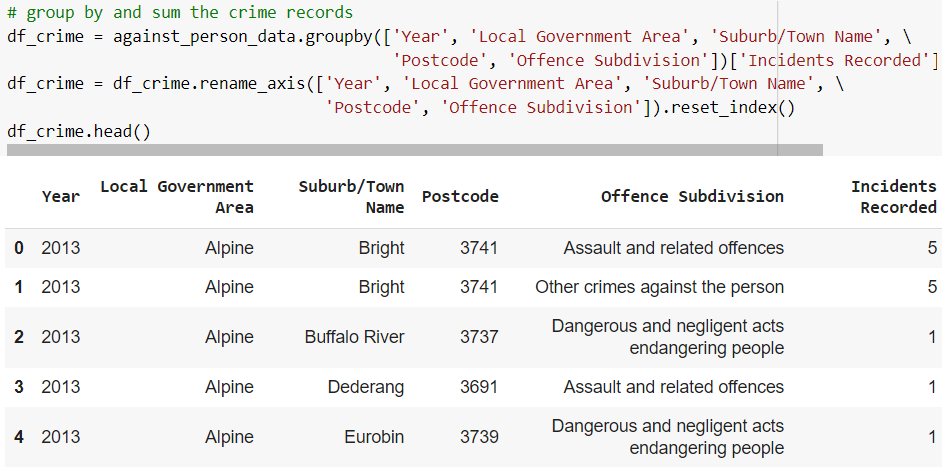 # group by and sum the crime records
df_crime = against_person_data.groupby(['Year', 'Local Government Area', 'Suburb/Town Name', \
'Postcode', 'Offence Subdivision'])['Incidents Recorded']
df_crime = df_crime.rename_axis(['Year', 'Local Government Area', 'Suburb/Town Name', \
'Postcode', 'Offence Subdivision']).reset_index()
df_crime.head()
Year Local Government Area Suburb/Town Name Postcode Offence Subdivision Incidents Recorded
0 2013 Alpine Bright 3741 Assault and related offences 5
1 2013 Alpine Bright 3741 Other crimes against the person 5
2 2013 Alpine Buffalo River 3737 Dangerous and negligent acts endangering people 1
3 2013 Alpine Dederang 3691 Assault and related offences 1
4 2013 Alpine Eurobin 3739 Dangerous and negligent acts endangering people 1